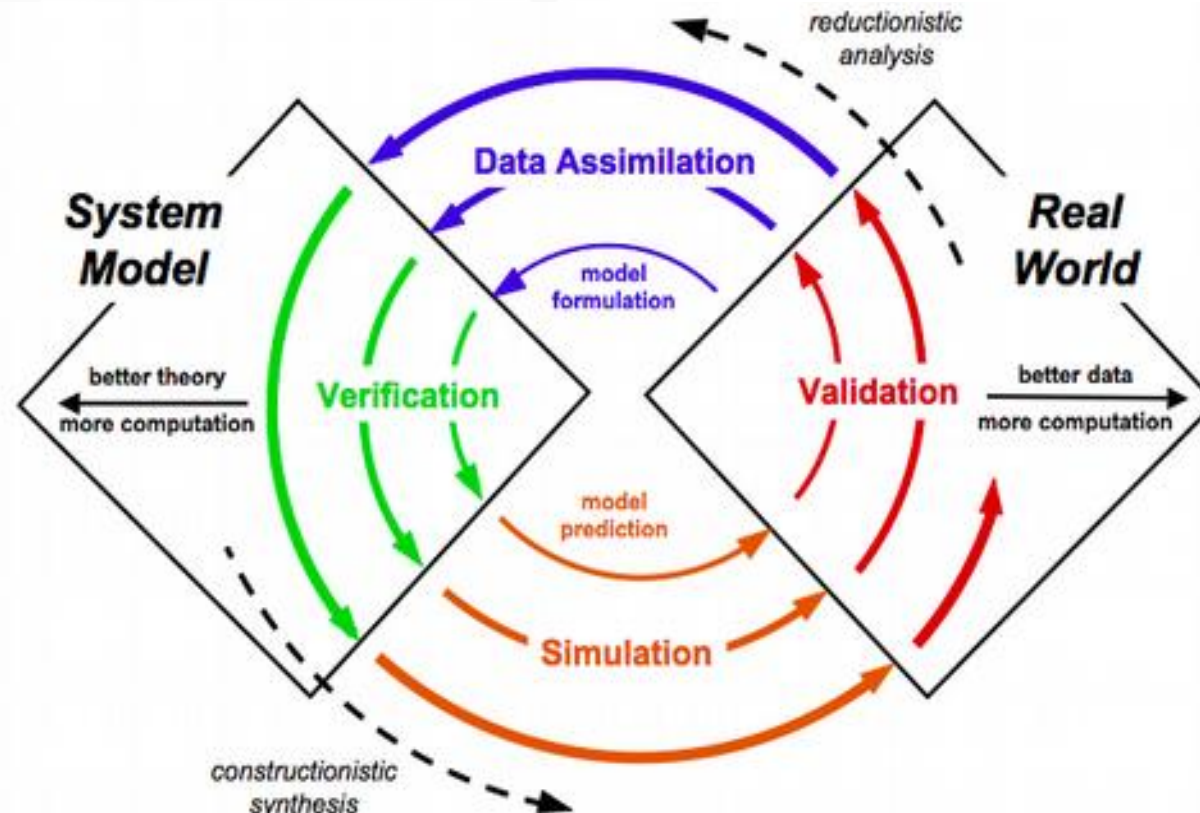 reductionistic
analysis
Data Assimilation
System
Model
Real
World
model
formulation
better theory
more computation
Verification
Validation
better data
more computation
model
prediction
Simulation
constructionistic
synthesis